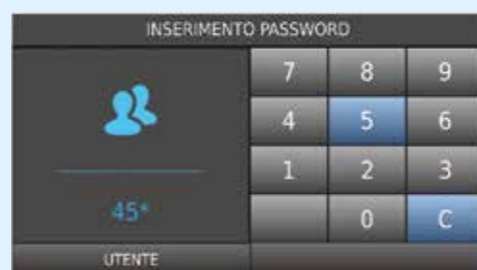 INSERIMENTO PASSWORD
7 8 9
4 5 6
1 2 3
45* 0 C
UTENTE